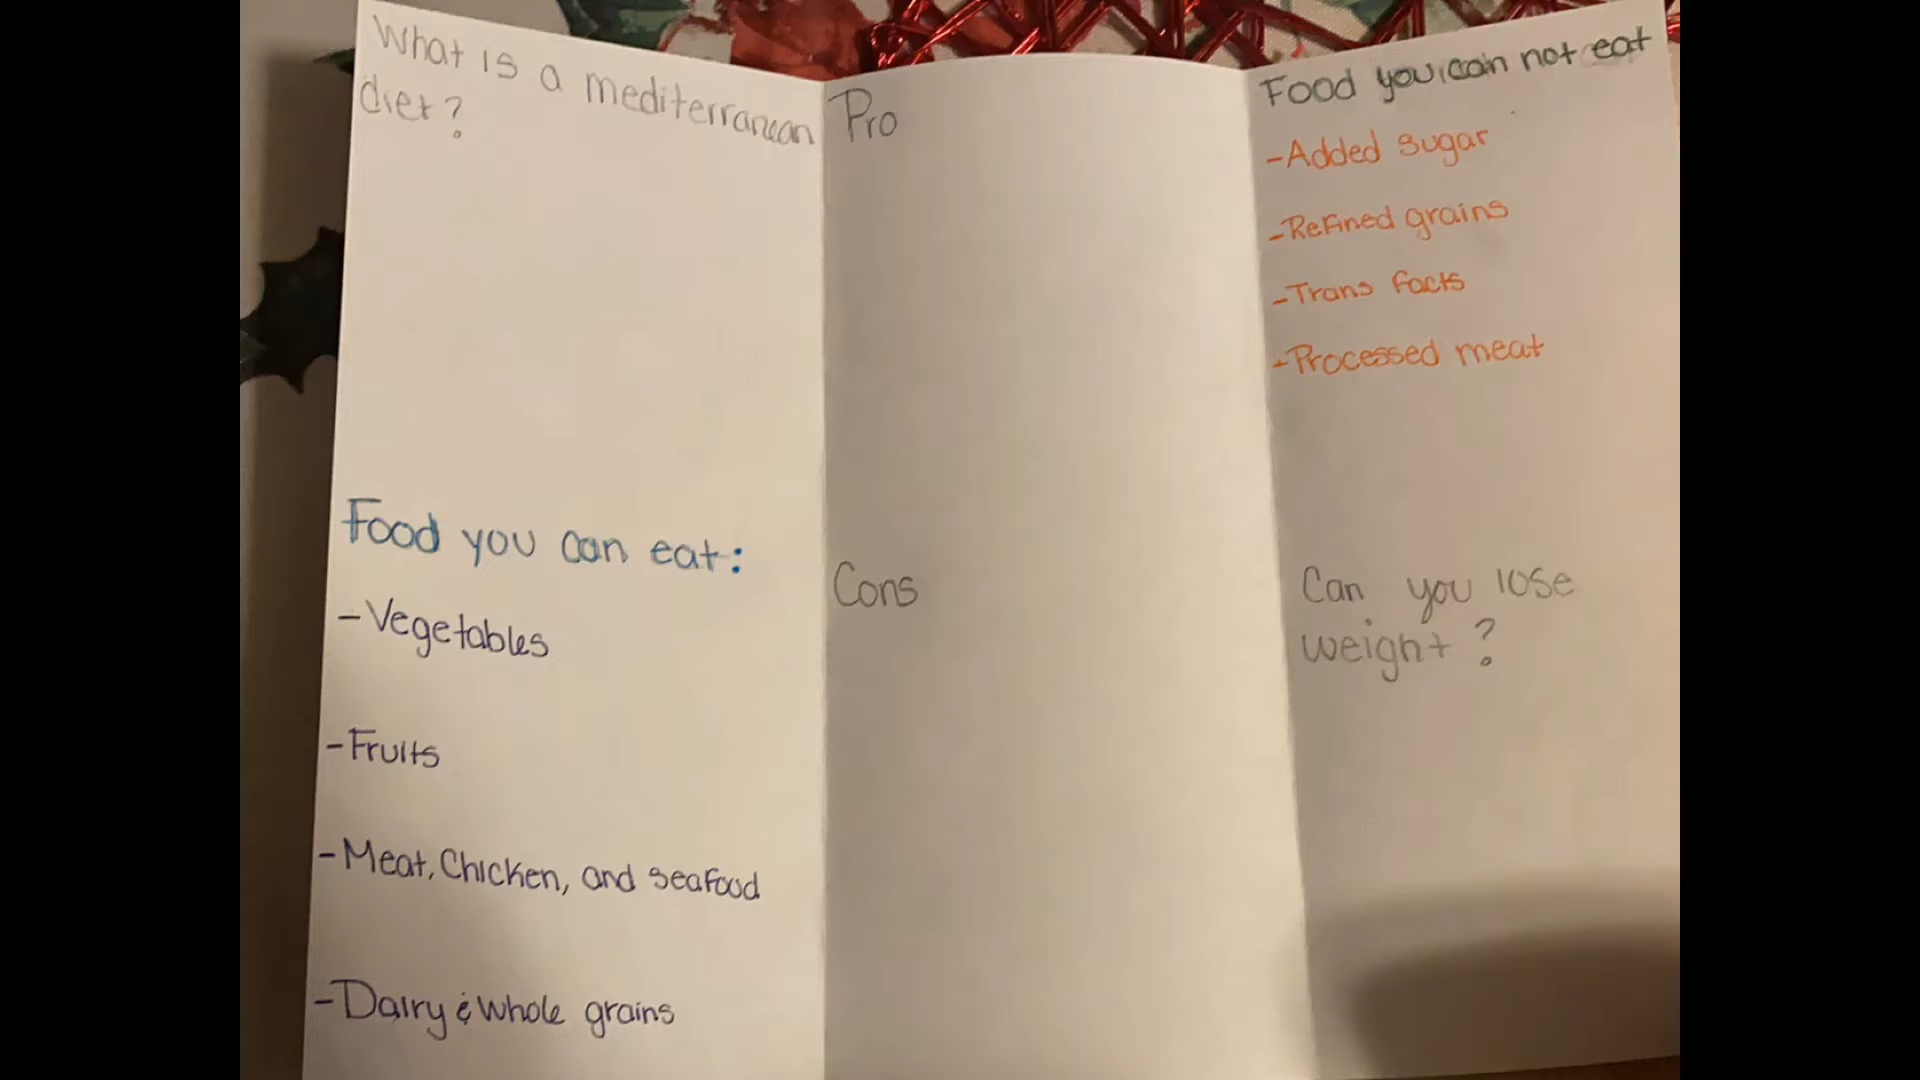 What is a mediterranean
diet?
Food you can eat:
-Vegetables
-Fruits
-Meat, Chicken, and seafood
-Dairy & whole grains
Pro
Cons
Food you can not eat
-Added sugar
-Refined grains
-Trans facts
-Processed meat
Can you lose
weight?